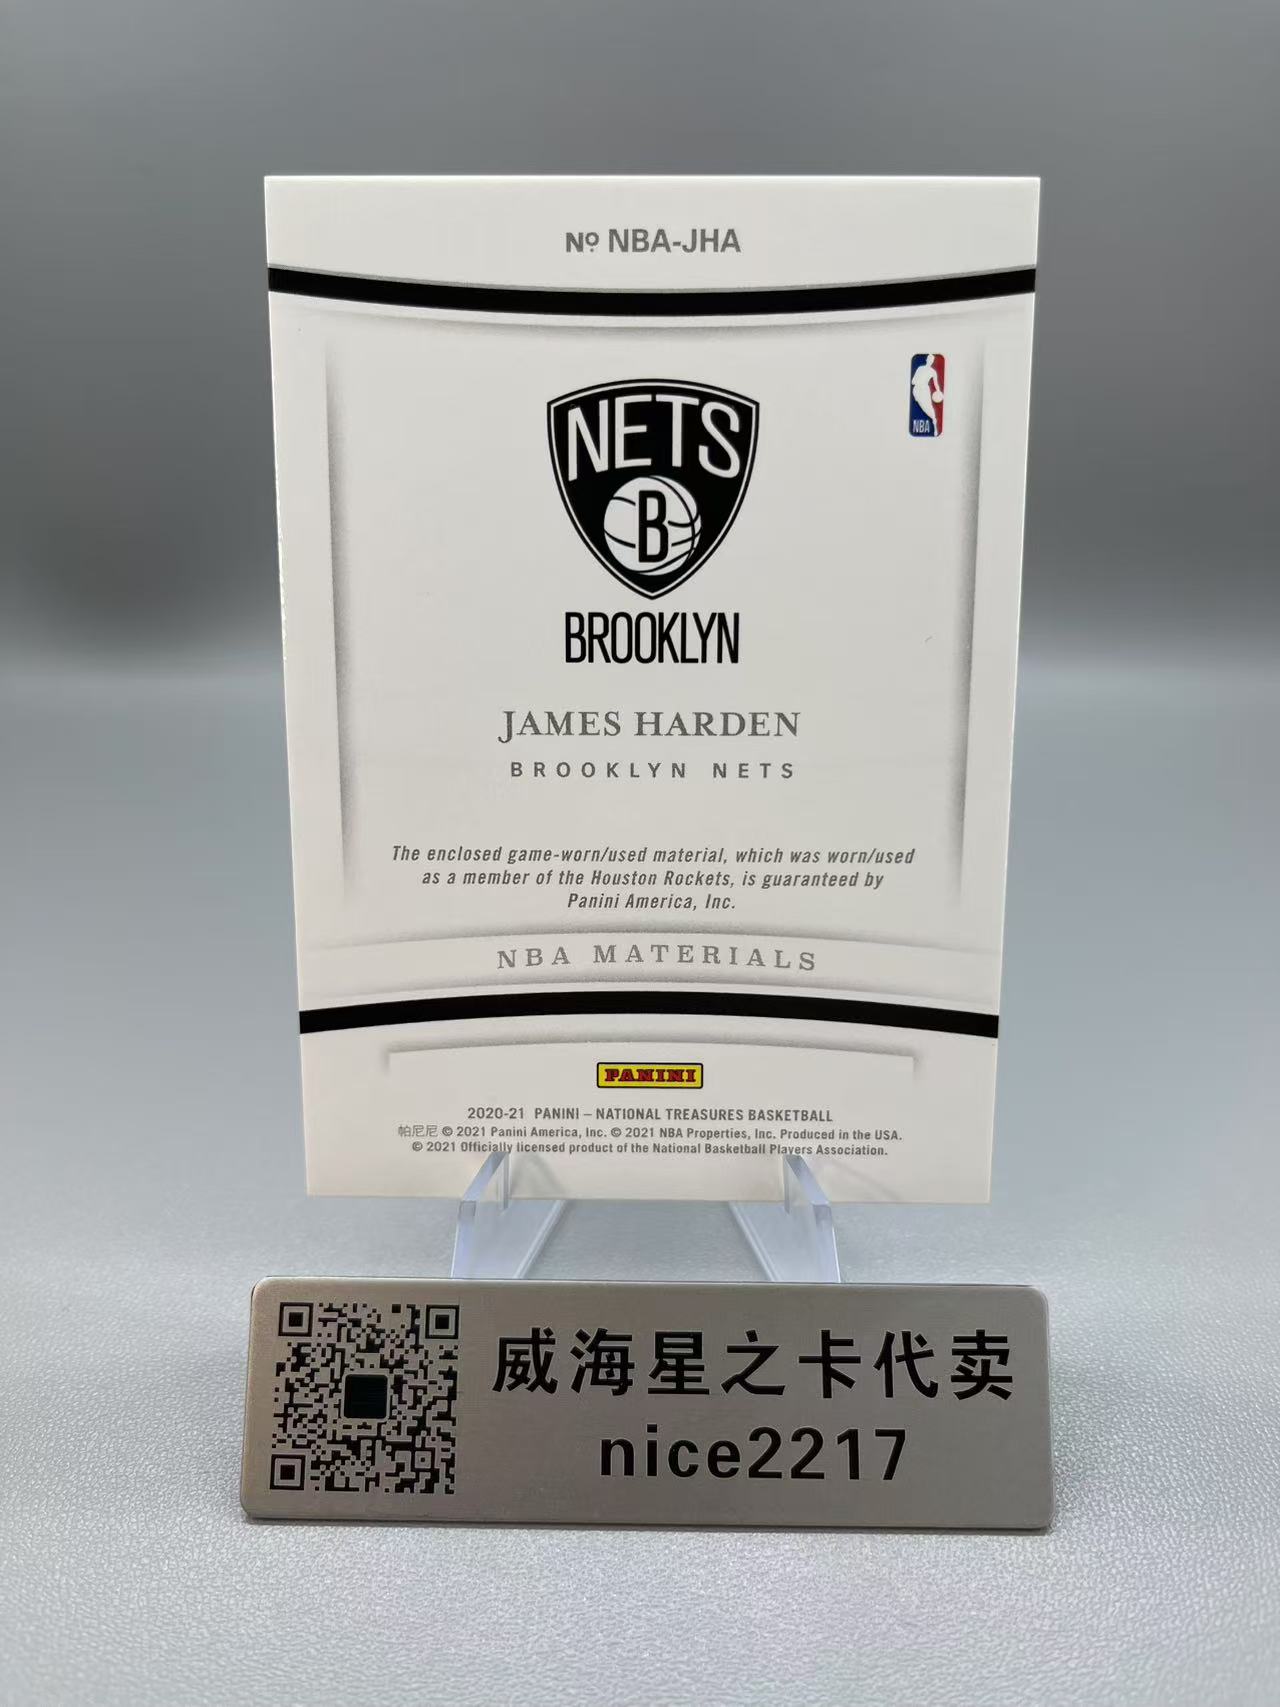 Nº NBA-JHA
NBA
NETS
B
BROOKLYN
JAMES HARDEN
BROOKLYN NETS
The enclosed game-worn/used material, which was worn/used
as a member of the Houston Rockets, is guaranteed by
Panini America, Inc.
NBA MATERIALS
PANINI
2020-21 PANINI – NATIONAL TREASURES BASKETBALL
帕尼尼 © 2021 Panini America, Inc. © 2021 NBA Properties, Inc. Produced in the USA.
© 2021 Officially licensed product of the National Basketball Players Association.
威海星之卡代卖
nice2217